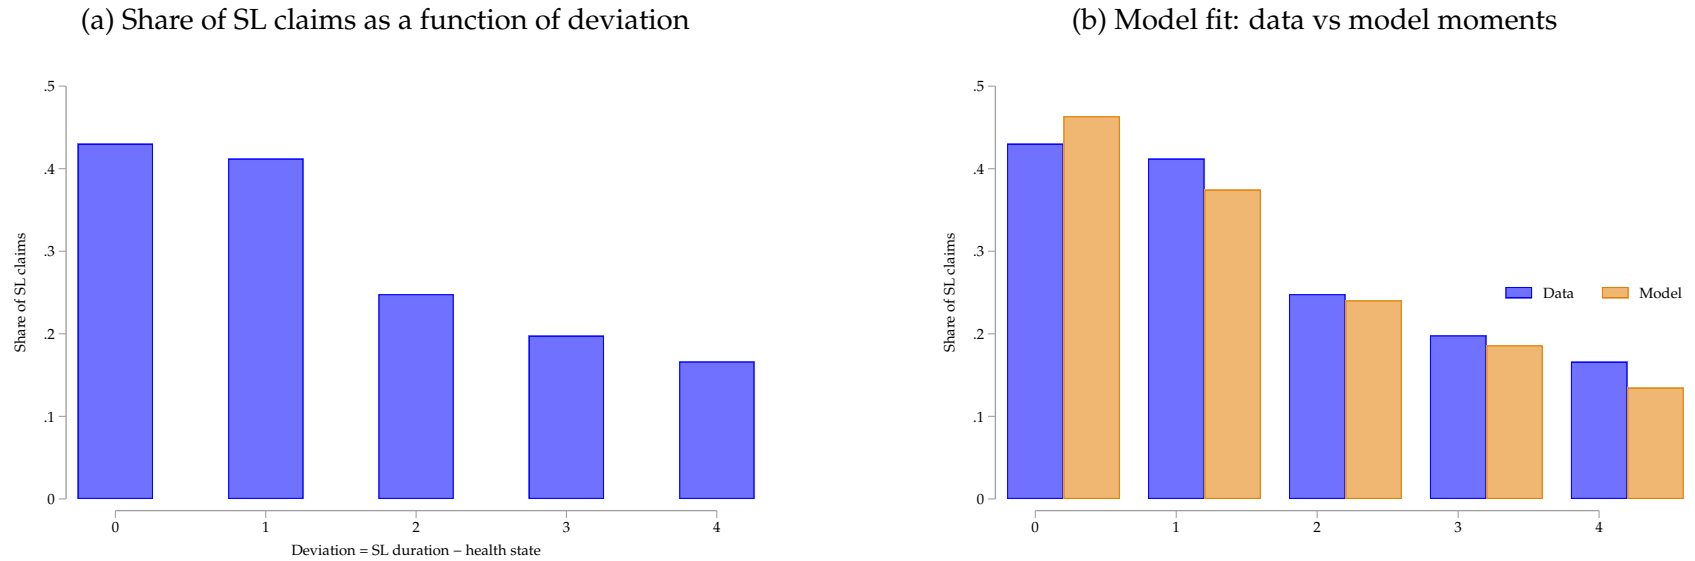 (a) Share of SL claims as a function of deviation
.5
.4
.3
.2
.1
0
Share of SL claims
0 1 2 3 4
Deviation = SL duration – health state
(b) Model fit: data vs model moments
.5
.4
.3
.2
.1
0
Share of SL claims
Data Model
0 1 2 3 4